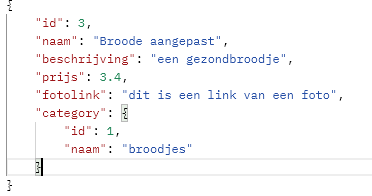 {
"id": 3,
"naam": "Broode aangepast",
"beschrijving": "een gezondbroodje",
"prijs": 3.4,
"fotolink": "dit is een link van een foto",
"category": {
"id": 1,
"naam": "broodjes"
}
}